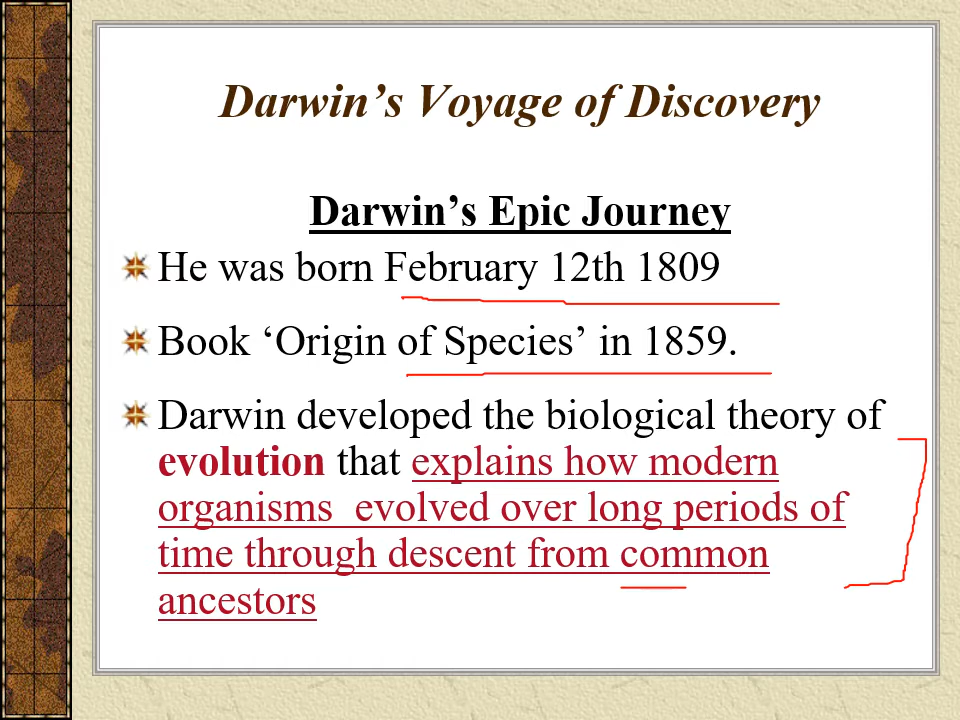 Darwin’s Voyage of Discovery
Darwin’s Epic Journey
He was born February 12th 1809
Book ‘Origin of Species’ in 1859.
Darwin developed the biological theory of
evolution that explains how modern
organisms  evolved over long periods of
time through descent from common
ancestors